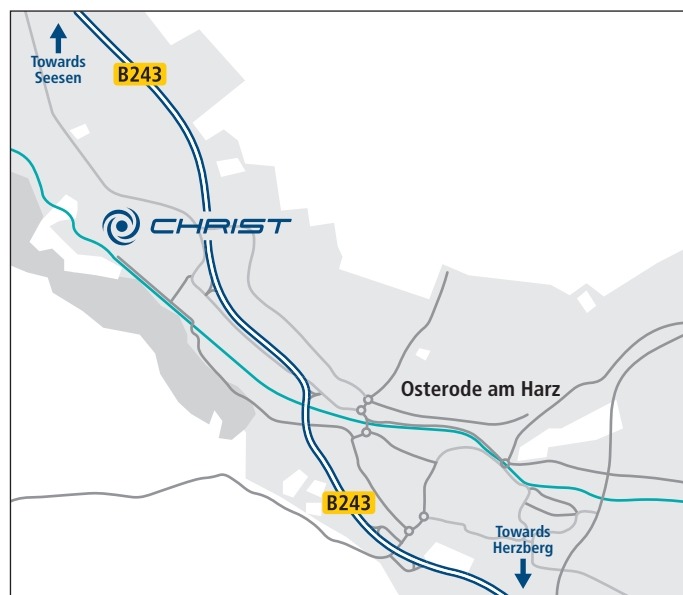 Towards
Seesen
B243
CHRIST
Osterode am Harz
B243
Towards
Herzberg